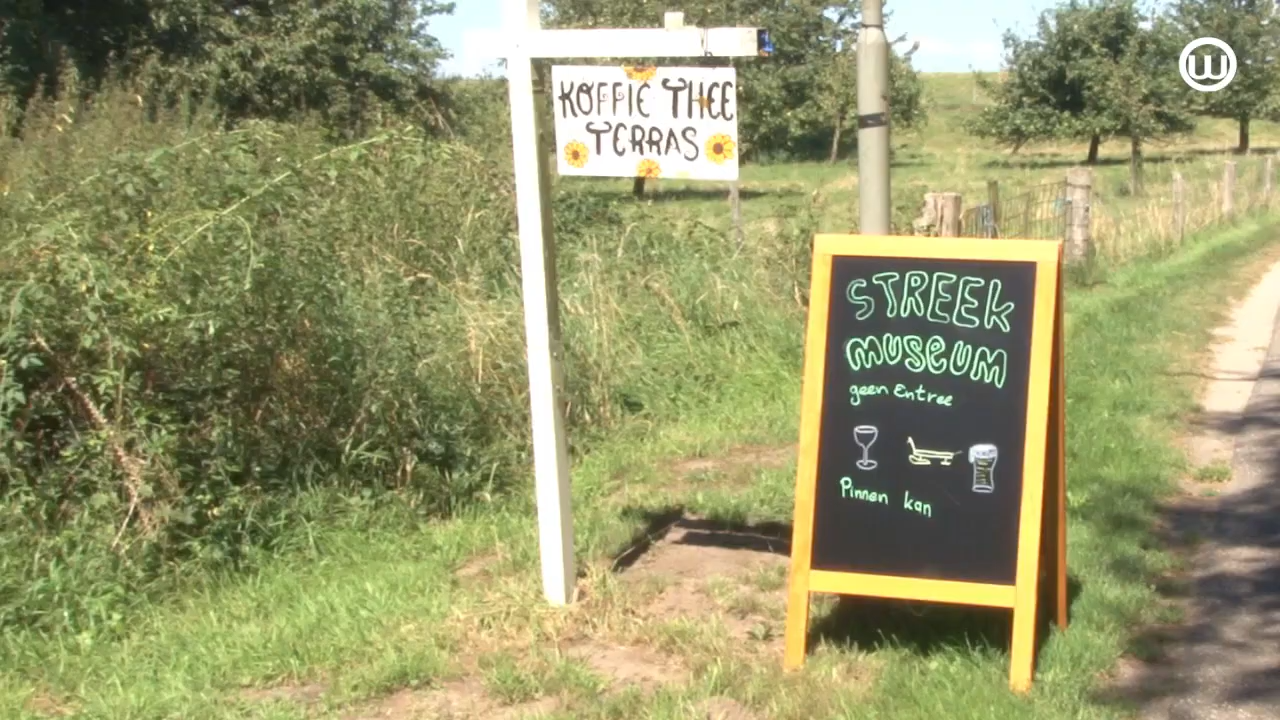 KOFFIE THEE
TERRAS
STREEK
MUSEUM
geen Entree
Pinnen kan
W